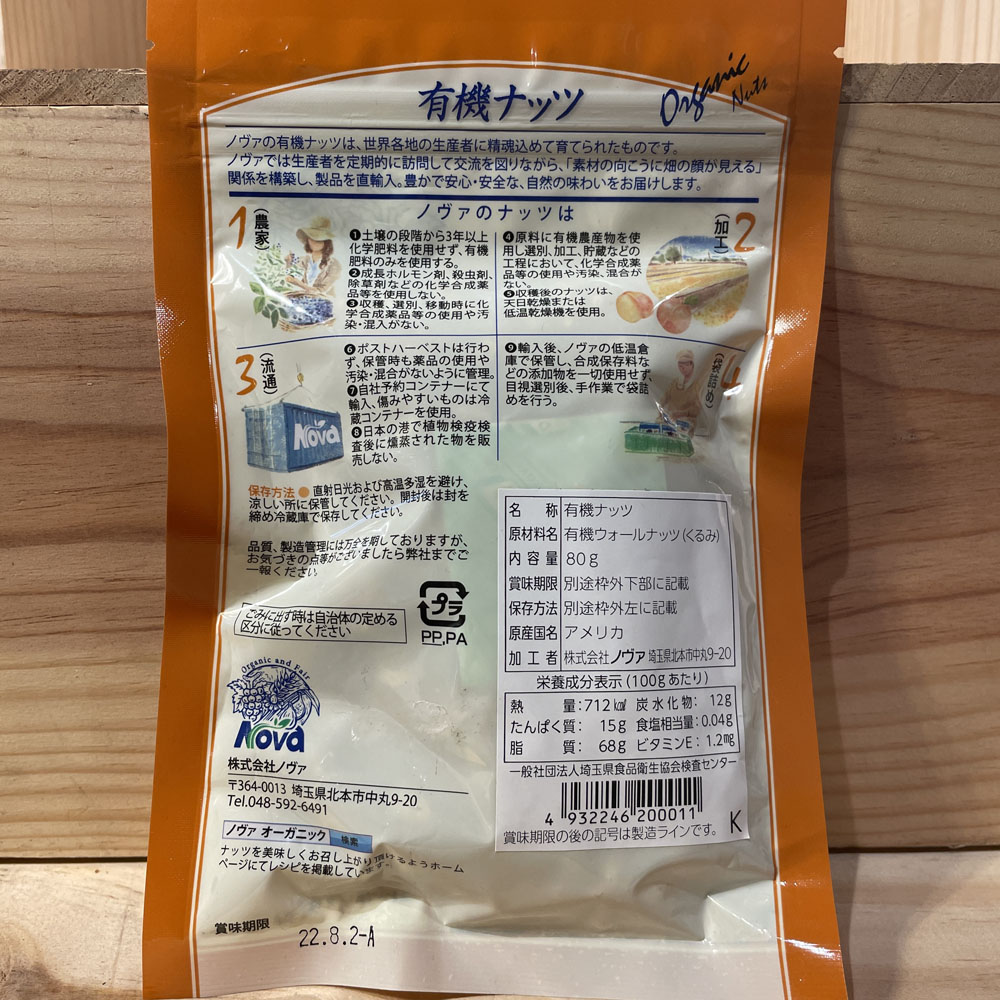 有機ナッツ
Organic
Nuts
ノヴァの有機ナッツは、世界各地の生産者に精魂込めて育てられたものです。
ノヴァでは生産者を定期的に訪問して交流を図りながら、「素材の向こうに畑の顔が見える」
関係を構築し、製品を直輸入。豊かで安心・安全な、自然の味わいをお届けします。
ノヴァのナッツは
1（農家）
❶土壌の段階から3年以上
化学肥料を使用せず、有機
肥料のみを使用する。
❷成長ホルモン剤、殺虫剤、
除草剤などの化学合成薬
品等を使用しない。
❸収穫、選別、移動時に化
学合成薬品等の使用や汚
染・混入がない。
2（加工）
❹原料に有機農産物を使
用し選別、加工、貯蔵などの
工程において、化学合成薬
品等の使用や汚染、混合が
ない。
❺収穫後のナッツは、
天日乾燥または
低温乾燥機を使用。
3（流通）
Nova
❻ポストハーベストは行わ
ず、保管時も薬品の使用や
汚染・混合がないように管理。
❼自社予約コンテナーにて
輸入、傷みやすいものは冷
蔵コンテナーを使用。
❽日本の港で植物検疫検
査後に燻蒸された物を販
売しない。
4（袋詰め）
❾輸入後、ノヴァの低温倉
庫で保管し、合成保存料な
どの添加物を一切使用せず、
目視選別後、手作業で袋詰
めを行う。
保存方法 ● 直射日光および高温多湿を避け、
涼しい所に保管してください。開封後は封を
締め冷蔵庫で保存してください。
品質、製造管理には万全を期しておりますが、
お気づきの点等がございましたら弊社までご
一報ください。
ごみに出す時は自治体の定める
区分に従ってください
プラ
PP,PA
Organic and Fair
Nova
株式会社ノヴァ
〒364-0013 埼玉県北本市中丸9-20
Tel.048-592-6491
ノヴァ オーガニック 検索
ナッツを美味しくお召し上がり頂けるようホーム
ページにてレシピを掲載しています。
賞味期限
22.8.2-A
名 称 有機ナッツ
原材料名 有機ウォールナッツ(くるみ)
内容量 80g
賞味期限 別途枠外下部に記載
保存方法 別途枠外左に記載
原産国名 アメリカ
加工者 株式会社ノヴァ 埼玉県北本市中丸9-20
栄養成分表示(100gあたり)
熱 量:712kcal 炭水化物: 12g
たんぱく質: 15g 食塩相当量:0.04g
脂 質: 68g ビタミンE: 1.2mg
一般社団法人埼玉県食品衛生協会検査センター
4 932246 200011
賞味期限の後の記号は製造ラインです。 K